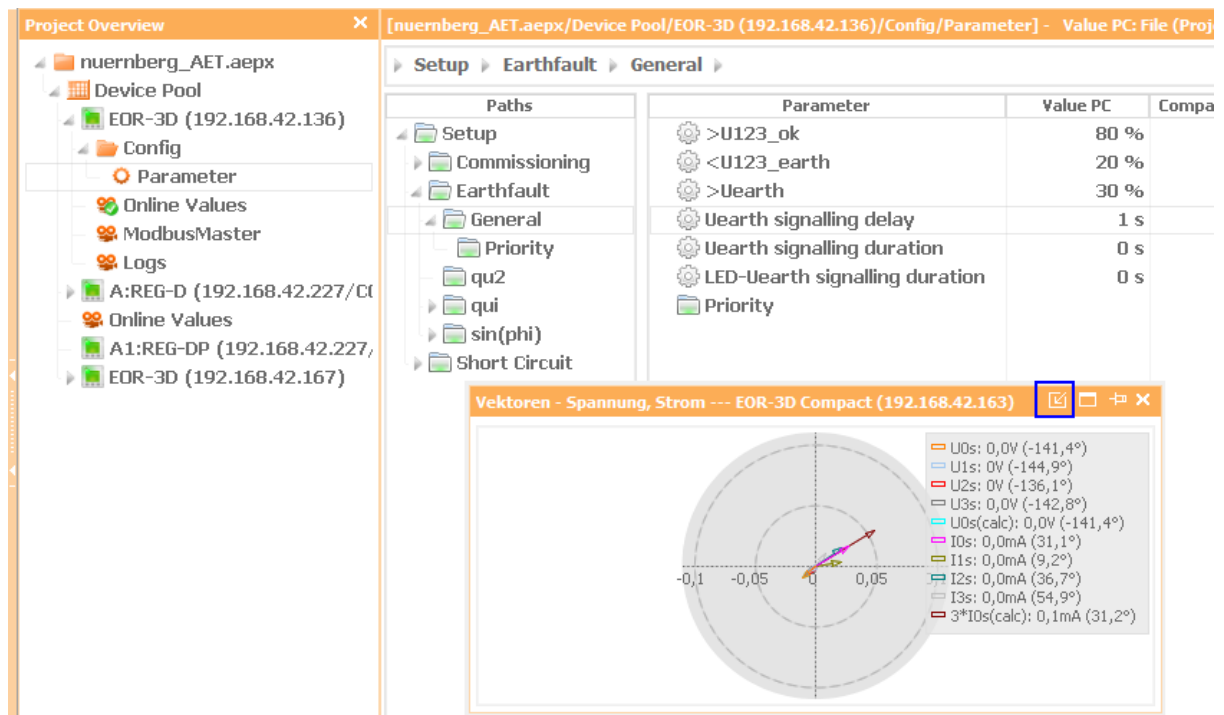 Project Overview
[nuernberg_AET.aepx/Device Pool/EOR-3D (192.168.42.136)/Config/Parameter] - Value PC: File (Proj
nuernberg_AET.aepx
Device Pool
EOR-3D (192.168.42.136)
Config
Parameter
Online Values
ModbusMaster
Logs
A:REG-D (192.168.42.227/CO
Online Values
A1:REG-DP (192.168.42.227/
EOR-3D (192.168.42.167)
Setup Earthfault General
Paths
Setup
Commissioning
Earthfault
General
Priority
qu2
qui
sin(phi)
Short Circuit
Parameter Value PC Compa
>U123_ok 80 %
<U123_earth 20 %
>Uearth 30 %
Uearth signalling delay 1 s
Uearth signalling duration 0 s
LED-Uearth signalling duration 0 s
Priority
Vektoren - Spannung, Strom --- EOR-3D Compact (192.168.42.163)
U0s: 0,0V (-141,4°)
U1s: 0V (-144,9°)
U2s: 0V (-136,1°)
U3s: 0,0V (-142,8°)
U0s(calc): 0,0V (-141,4°)
I0s: 0,0mA (31,1°)
I1s: 0,0mA (9,2°)
I2s: 0,0mA (36,7°)
I3s: 0,0mA (54,9°)
3*I0s(calc): 0,1mA (31,2°)
-0,1 -0,05 0 0,05